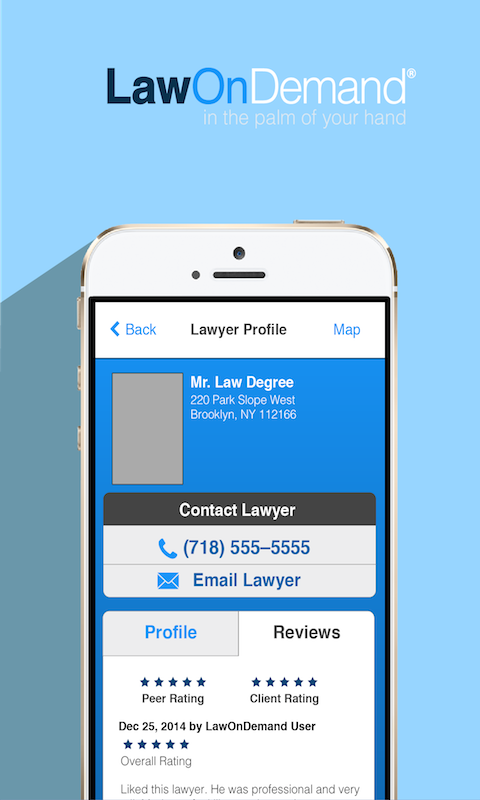 LawOnDemand®
in the palm of your hand
Back
Lawyer Profile
Map
Mr. Law Degree
220 Park Slope West
Brooklyn, NY 112166
Contact Lawyer
(718) 555–5555
Email Lawyer
Profile
Reviews
Peer Rating
Client Rating
Dec 25, 2014 by LawOnDemand User
Overall Rating
Liked this lawyer. He was professional and very